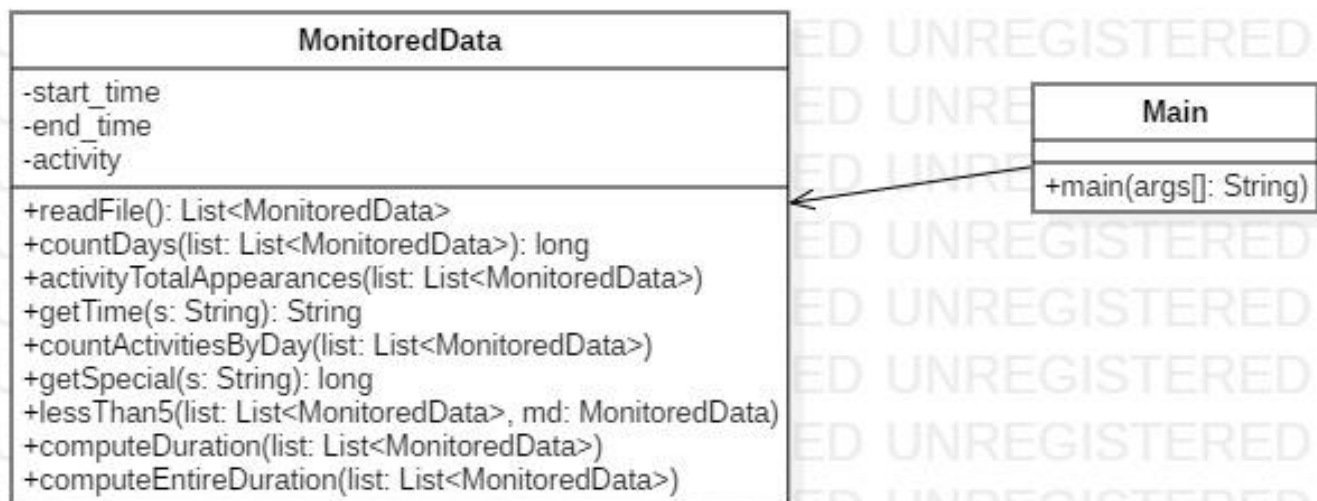 MonitoredData
-start_time
-end_time
-activity
+readFile(): List<MonitoredData>
+countDays(list: List<MonitoredData>): long
+activityTotalAppearances(list: List<MonitoredData>)
+getTime(s: String): String
+countActivitiesByDay(list: List<MonitoredData>)
+getSpecial(s: String): long
+lessThan5(list: List<MonitoredData>, md: MonitoredData)
+computeDuration(list: List<MonitoredData>)
+computeEntireDuration(list: List<MonitoredData>)
Main
+main(args[]: String)
ED UNREGISTERED
ED UNRE
ED UNRE
ED UNREGISTERED
ED UNREGISTERED
ED UNREGISTERED
ED UNREGISTERED